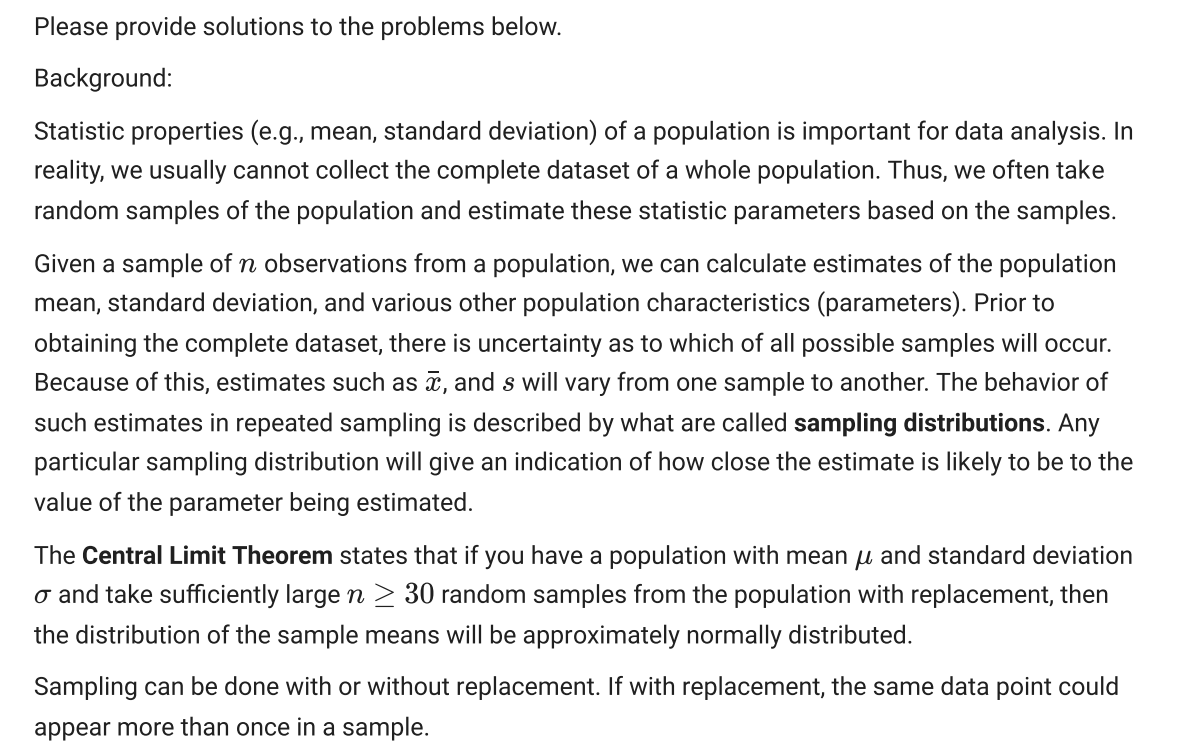 Please provide solutions to the problems below.
Background:
Statistic properties (e.g., mean, standard deviation) of a population is important for data analysis. In
reality, we usually cannot collect the complete dataset of a whole population. Thus, we often take
random samples of the population and estimate these statistic parameters based on the samples.
Given a sample of n observations from a population, we can calculate estimates of the population
mean, standard deviation, and various other population characteristics (parameters). Prior to
obtaining the complete dataset, there is uncertainty as to which of all possible samples will occur.
Because of this, estimates such as x̄, and s will vary from one sample to another. The behavior of
such estimates in repeated sampling is described by what are called sampling distributions. Any
particular sampling distribution will give an indication of how close the estimate is likely to be to the
value of the parameter being estimated.
The Central Limit Theorem states that if you have a population with mean μ and standard deviation
σ and take sufficiently large n ≥ 30 random samples from the population with replacement, then
the distribution of the sample means will be approximately normally distributed.
Sampling can be done with or without replacement. If with replacement, the same data point could
appear more than once in a sample.